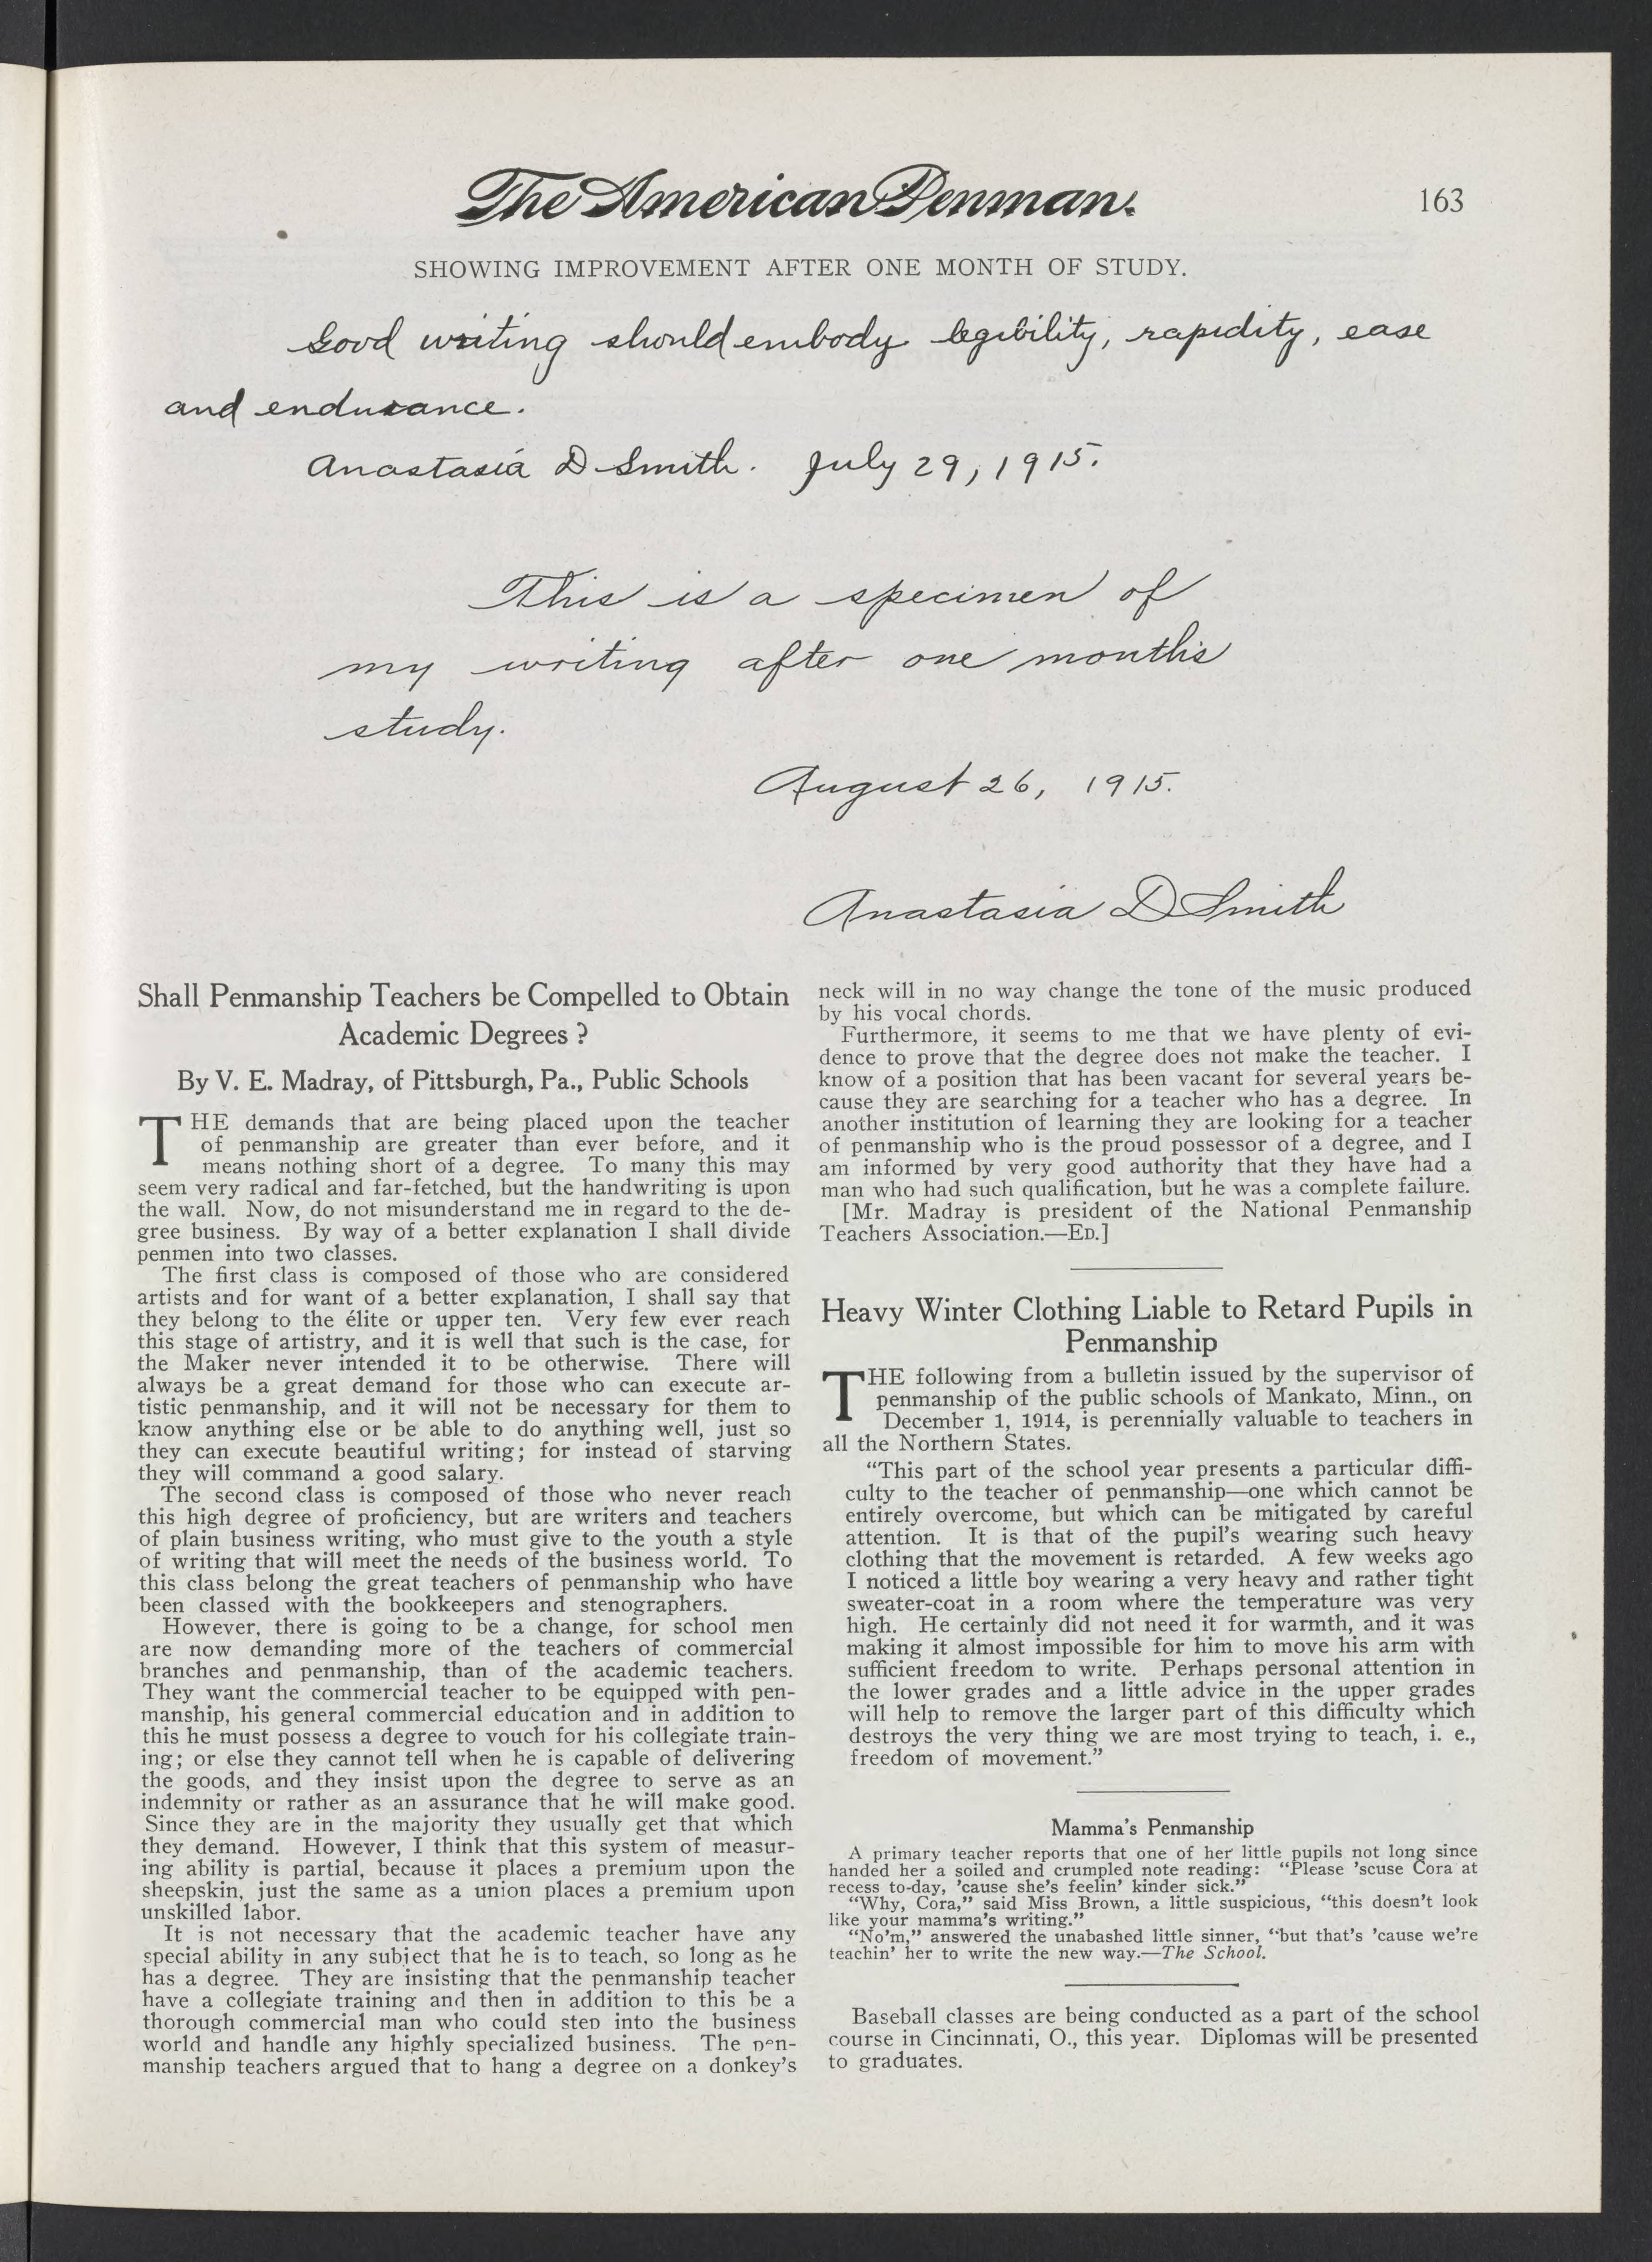 The American Penman.
163
SHOWING IMPROVEMENT AFTER ONE MONTH OF STUDY.
Good writing should embody legibility, rapidity, ease
and endurance.
Anastasia D Smith. July 29, 1915.
This is a specimen of
my writing after one month's
study.
August 26, 1915.
Anastasia D Smith
Shall Penmanship Teachers be Compelled to Obtain
Academic Degrees ?
By V. E. Madray, of Pittsburgh, Pa., Public Schools
THE demands that are being placed upon the teacher
of penmanship are greater than ever before, and it
means nothing short of a degree. To many this may
seem very radical and far-fetched, but the handwriting is upon
the wall. Now, do not misunderstand me in regard to the de-
gree business. By way of a better explanation I shall divide
penmen into two classes.
The first class is composed of those who are considered
artists and for want of a better explanation, I shall say that
they belong to the élite or upper ten. Very few ever reach
this stage of artistry, and it is well that such is the case, for
the Maker never intended it to be otherwise. There will
always be a great demand for those who can execute ar-
tistic penmanship, and it will not be necessary for them to
know anything else or be able to do anything well, just so
they can execute beautiful writing; for instead of starving
they will command a good salary.
The second class is composed of those who never reach
this high degree of proficiency, but are writers and teachers
of plain business writing, who must give to the youth a style
of writing that will meet the needs of the business world. To
this class belong the great teachers of penmanship who have
been classed with the bookkeepers and stenographers.
However, there is going to be a change, for school men
are now demanding more of the teachers of commercial
branches and penmanship, than of the academic teachers.
They want the commercial teacher to be equipped with pen-
manship, his general commercial education and in addition to
this he must possess a degree to vouch for his collegiate train-
ing; or else they cannot tell when he is capable of delivering
the goods, and they insist upon the degree to serve as an
indemnity or rather as an assurance that he will make good.
Since they are in the majority they usually get that which
they demand. However, I think that this system of measur-
ing ability is partial, because it places a premium upon the
sheepskin, just the same as a union places a premium upon
unskilled labor.
It is not necessary that the academic teacher have any
special ability in any subject that he is to teach, so long as he
has a degree. They are insisting that the penmanship teacher
have a collegiate training and then in addition to this be a
thorough commercial man who could step into the business
world and handle any highly specialized business. The pen-
manship teachers argued that to hang a degree on a donkey's
neck will in no way change the tone of the music produced
by his vocal chords.
Furthermore, it seems to me that we have plenty of evi-
dence to prove that the degree does not make the teacher. I
know of a position that has been vacant for several years be-
cause they are searching for a teacher who has a degree. In
another institution of learning they are looking for a teacher
of penmanship who is the proud possessor of a degree, and I
am informed by very good authority that they have had a
man who had such qualification, but he was a complete failure.
[Mr. Madray is president of the National Penmanship
Teachers Association.—ED.]
Heavy Winter Clothing Liable to Retard Pupils in
Penmanship
THE following from a bulletin issued by the supervisor of
penmanship of the public schools of Mankato, Minn., on
December 1, 1914, is perennially valuable to teachers in
all the Northern States.
"This part of the school year presents a particular diffi-
culty to the teacher of penmanship—one which cannot be
entirely overcome, but which can be mitigated by careful
attention. It is that of the pupil's wearing such heavy
clothing that the movement is retarded. A few weeks ago
I noticed a little boy wearing a very heavy and rather tight
sweater-coat in a room where the temperature was very
high. He certainly did not need it for warmth, and it was
making it almost impossible for him to move his arm with
sufficient freedom to write. Perhaps personal attention in
the lower grades and a little advice in the upper grades
will help to remove the larger part of this difficulty which
destroys the very thing we are most trying to teach, i. e.,
freedom of movement."
Mamma's Penmanship
A primary teacher reports that one of her little pupils not long since
handed her a soiled and crumpled note reading: "Please 'scuse Cora at
recess to-day, 'cause she's feelin' kinder sick."
"Why, Cora," said Miss Brown, a little suspicious, "this doesn't look
like your mamma's writing."
"No'm," answered the unabashed little sinner, "but that's 'cause we're
teachin' her to write the new way.—The School.
Baseball classes are being conducted as a part of the school
course in Cincinnati, O., this year. Diplomas will be presented
to graduates.